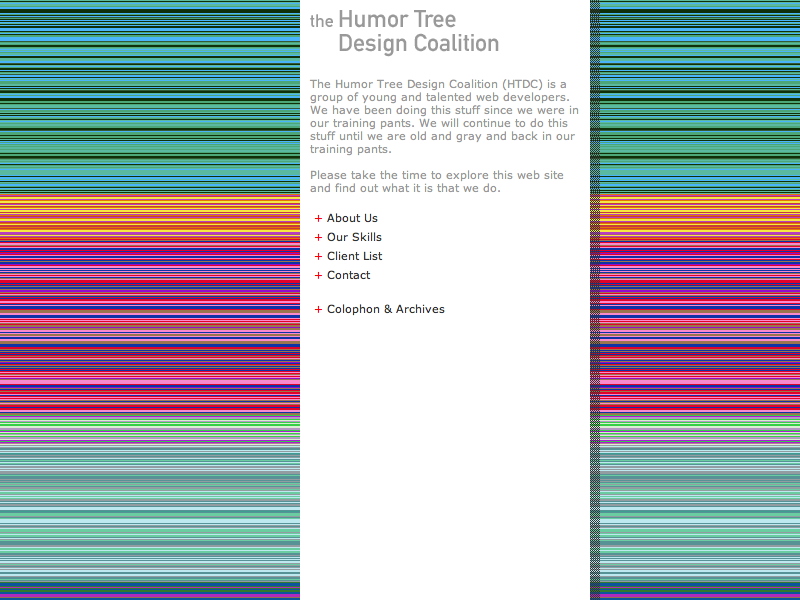 the Humor Tree
Design Coalition
The Humor Tree Design Coalition (HTDC) is a
group of young and talented web developers.
We have been doing this stuff since we were in
our training pants. We will continue to do this
stuff until we are old and gray and back in our
training pants.
Please take the time to explore this web site
and find out what it is that we do.
+ About Us
+ Our Skills
+ Client List
+ Contact
+ Colophon & Archives